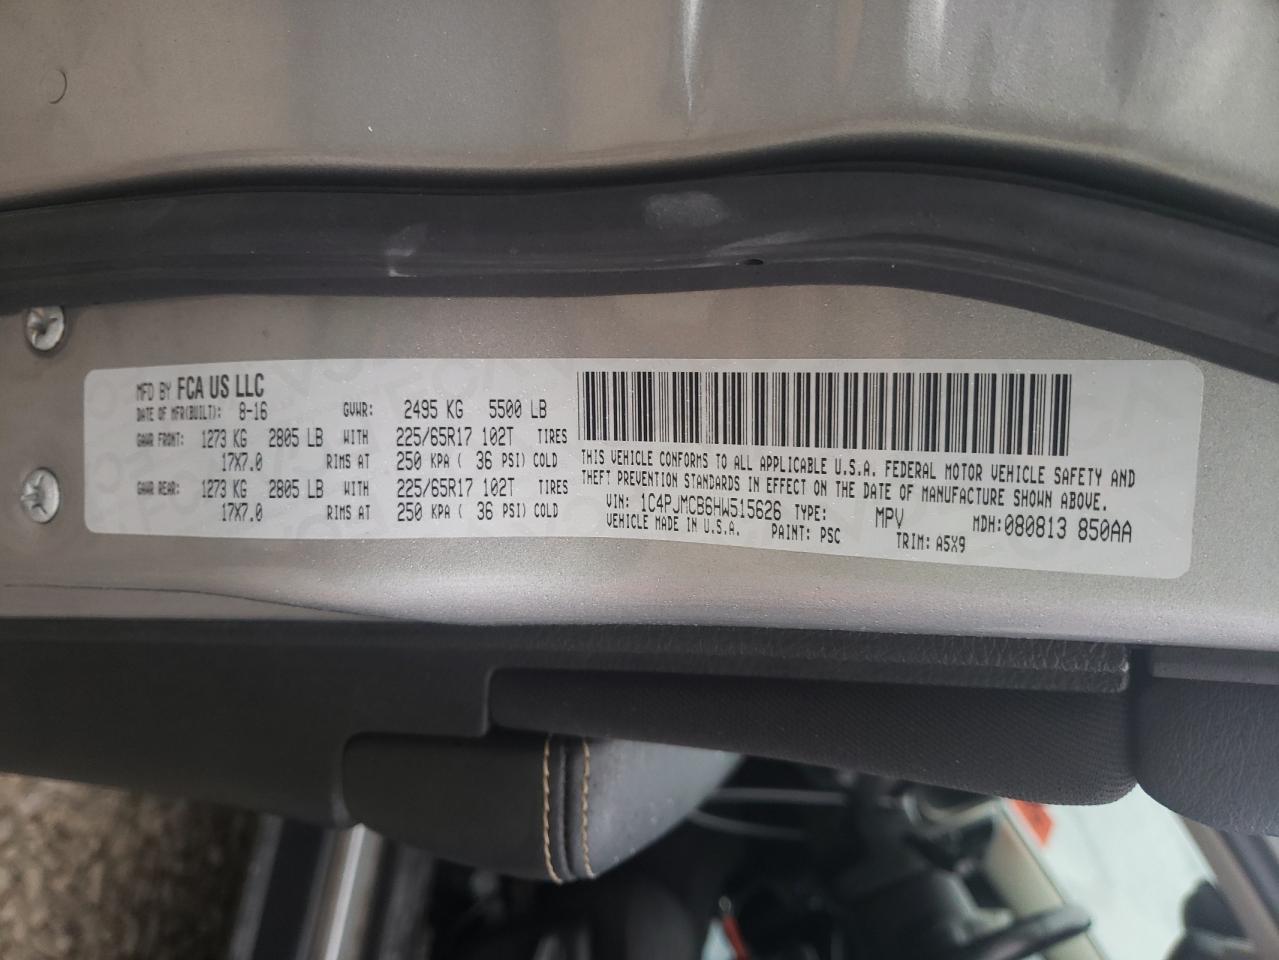 MFD BY FCA US LLC
DATE OF MFR(BUILT): 8-16 GVWR: 2495 KG 5500 LB
GAWR FRONT: 1273 KG 2805 LB WITH 225/65R17 102T TIRES
17X7.0 RIMS AT 250 KPA ( 36 PSI) COLD
GAWR REAR: 1273 KG 2805 LB WITH 225/65R17 102T TIRES
17X7.0 RIMS AT 250 KPA ( 36 PSI) COLD
THIS VEHICLE CONFORMS TO ALL APPLICABLE U.S.A. FEDERAL MOTOR VEHICLE SAFETY AND
THEFT PREVENTION STANDARDS IN EFFECT ON THE DATE OF MANUFACTURE SHOWN ABOVE.
VIN: 1C4PJMCB6HW515626 TYPE: MPV MDH:080813 850AA
VEHICLE MADE IN U.S.A. PAINT: PSC TRIM: A5X9